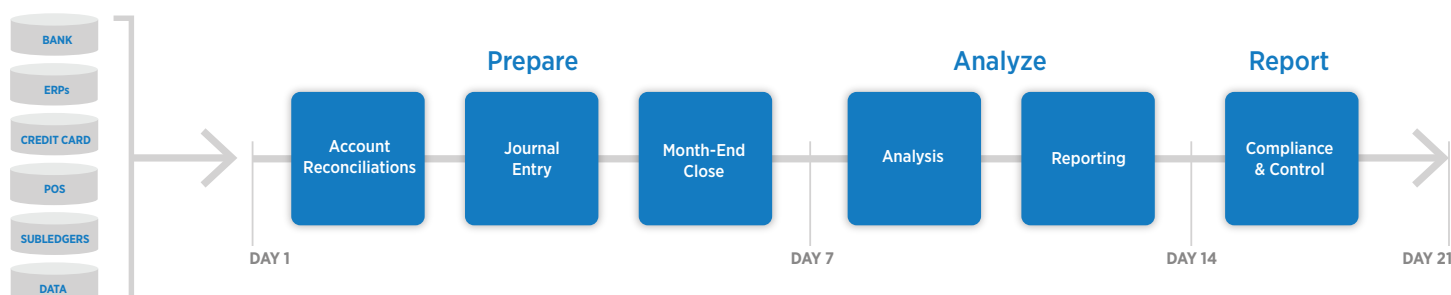 BANK
ERPs
CREDIT CARD
POS
SUBLEDGERS
DATA
Prepare
Analyze
Report
Account
Reconciliations
Journal
Entry
Month-End
Close
Analysis
Reporting
Compliance
& Control
DAY 1
DAY 7
DAY 14
DAY 21